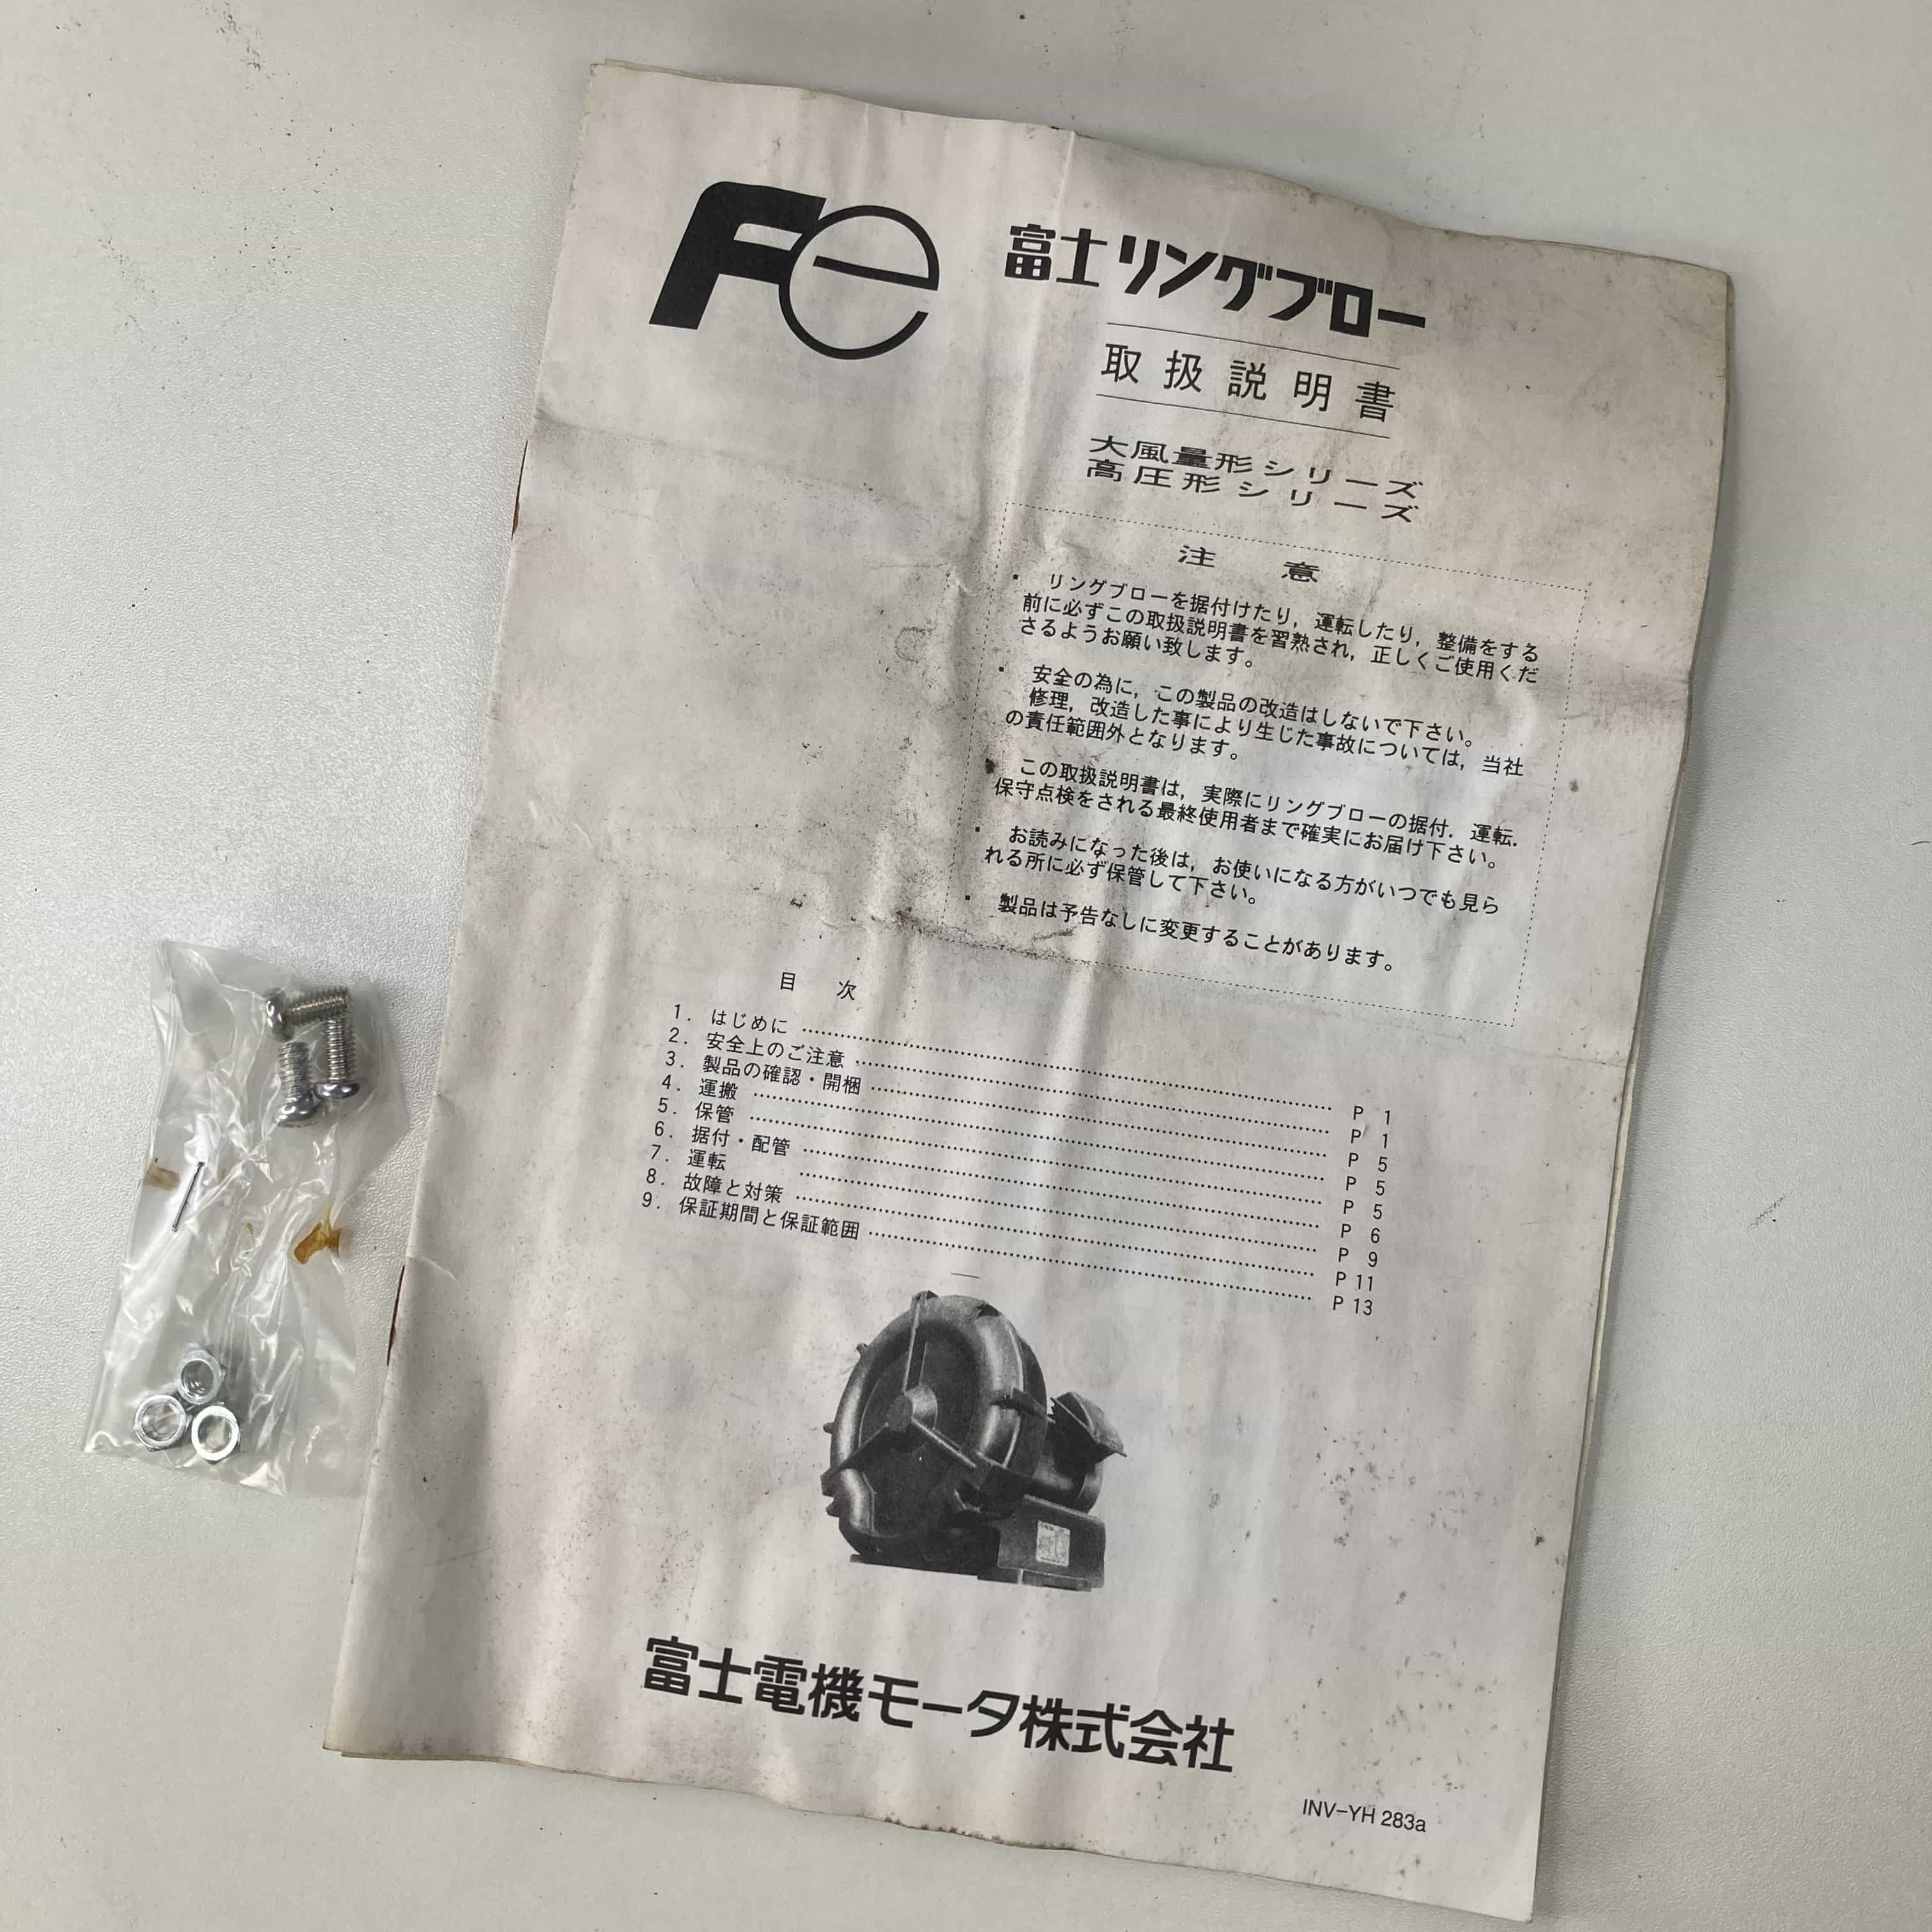 Fe
富士リングブロー
取扱説明書
大風量形シリーズ
高圧形シリーズ
注 意
・ リングブローを据付けたり，運転したり，整備をする
前に必ずこの取扱説明書を習熟され，正しくご使用くだ
さるようお願い致します。
・ 安全の為に，この製品の改造はしないで下さい。
修理，改造した事により生じた事故については，当社
の責任範囲外となります。
・ この取扱説明書は，実際にリングブローの据付．運転．
保守点検をされる最終使用者まで確実にお届け下さい。
・ お読みになった後は，お使いになる方がいつでも見ら
れる所に必ず保管して下さい。
・ 製品は予告なしに変更することがあります。
目 次
1. はじめに ………… P 1
2. 安全上のご注意 ………… P 1
3. 製品の確認・開梱 ………… P 5
4. 運搬 ………… P 5
5. 保管 ………… P 5
6. 据付・配管 ………… P 6
7. 運転 ………… P 9
8. 故障と対策 ………… P 11
9. 保証期間と保証範囲 ………… P 13
富士電機モータ株式会社
INV-YH 283a